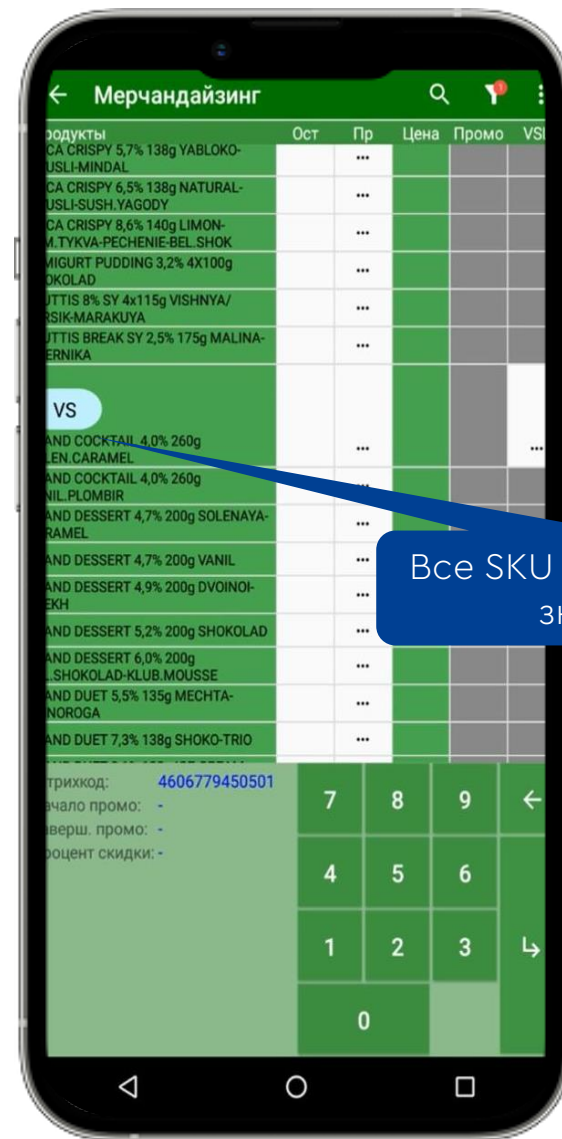 Мерчандайзинг
1
родукты Ост Пр Цена Промо VSI
CA CRISPY 5,7% 138g YABLOKO-
USLI-MINDAL
CA CRISPY 6,5% 138g NATURAL-
USLI-SUSH.YAGODY
CA CRISPY 8,6% 140g LIMON-
M.TYKVA-PECHENIE-BEL.SHOK
MIGURT PUDDING 3,2% 4X100g
OKOLAD
UTTIS 8% SY 4x115g VISHNYA/
RSIK-MARAKUYA
UTTIS BREAK SY 2,5% 175g MALINA-
ERNIKA
VS
AND COCKTAIL 4,0% 260g
LEN.CARAMEL
AND COCKTAIL 4,0% 260g
NIL.PLOMBIR
AND DESSERT 4,7% 200g SOLENAYA-
RAMEL
AND DESSERT 4,7% 200g VANIL
AND DESSERT 4,9% 200g DVOINOI-
EKH
AND DESSERT 5,2% 200g SHOKOLAD
AND DESSERT 6,0% 200g
.SHOKOLAD-KLUB.MOUSSE
AND DUET 5,5% 135g MECHTA-
NOROGA
AND DUET 7,3% 138g SHOKO-TRIO
Все SKU
зн
трихкод: 4606779450501
ачало промо: -
аверш. промо: -
роцент скидки: -
7 8 9
4 5 6
1 2 3
0